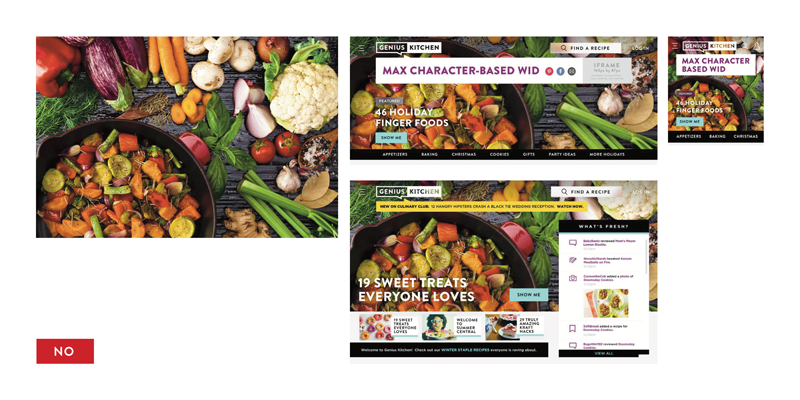 GENIUS KITCHEN
FIND A RECIPE
MAX CHARACTER-BASED WID
IFRAME
FEATURED
46 HOLIDAY
FINGER FOODS
SHOW ME
APPETIZERS BAKING CHRISTMAS COOKIES GIFTS PARTY IDEAS MORE HOLIDAYS
GENIUS KITCHEN
MAX CHARACTER
BASED WID
46 HOLIDAY
FINGER FOODS
SHOW ME
APPETIZERS BAKING CHRISTMAS
GENIUS KITCHEN
FIND A RECIPE
NEW ON CULINARY CLUB: 12 HANGRY HIPSTERS CRASH A BLACK TIE WEDDING RECEPTION. WATCH NOW.
WHAT'S FRESH?
19 SWEET TREATS
EVERYONE LOVES
SHOW ME
19 SWEET
TREATS
EVERYONE
LOVES
WELCOME
TO
SUMMER
CENTRAL
29 TRULY
AMAZING
KRAFT
HACKS
Welcome to Genius Kitchen! Check out our WINTER STAPLE RECIPES everyone is raving about.
VIEW ALL
NO